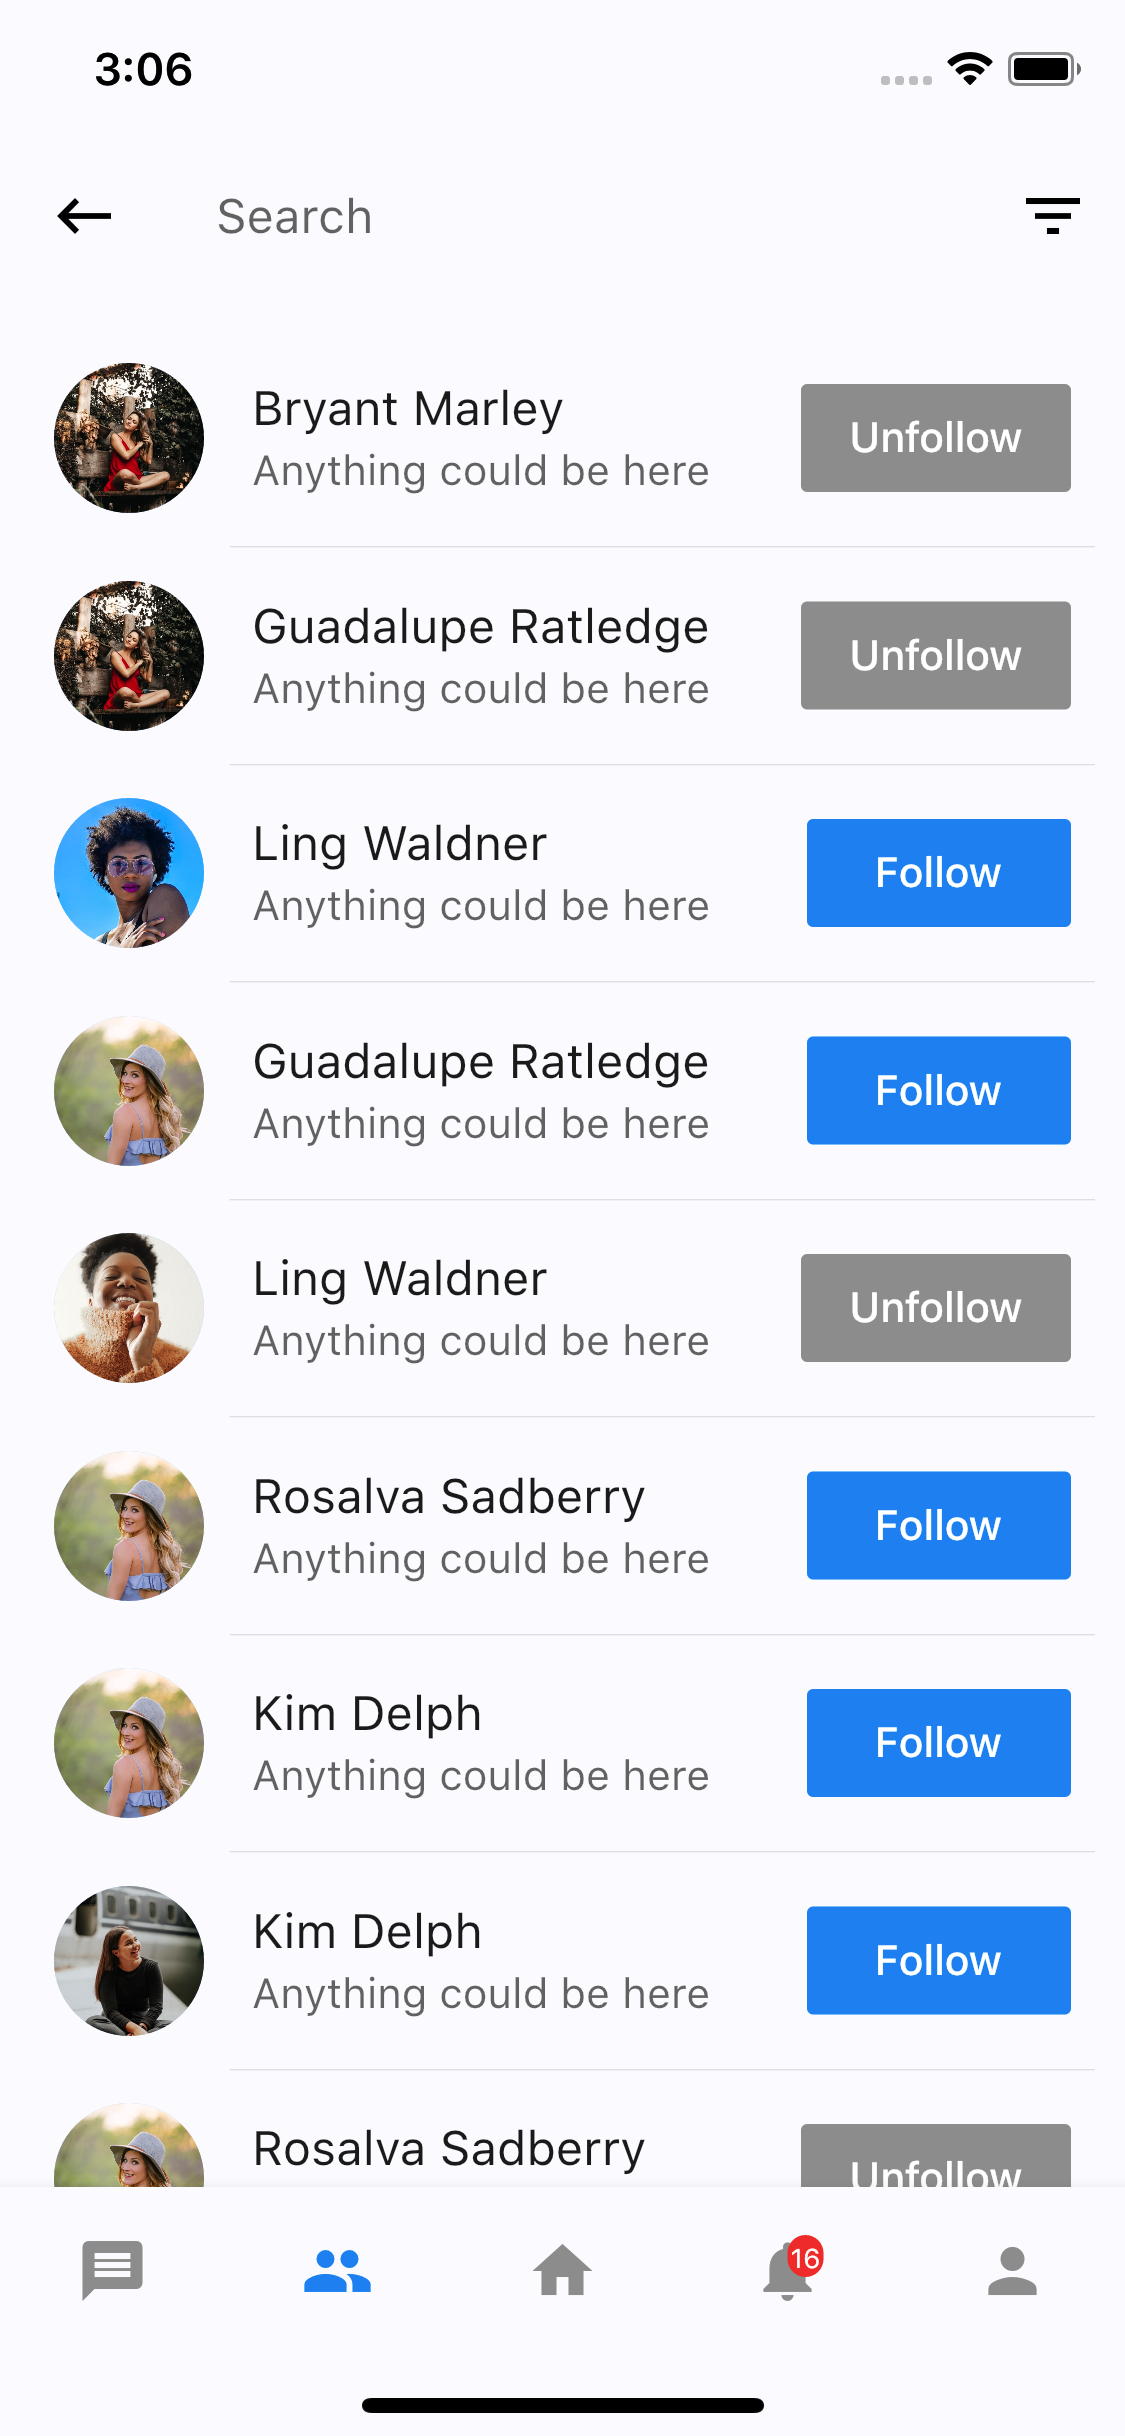 3:06
Search
Bryant Marley
Anything could be here
Unfollow
Guadalupe Ratledge
Anything could be here
Unfollow
Ling Waldner
Anything could be here
Follow
Guadalupe Ratledge
Anything could be here
Follow
Ling Waldner
Anything could be here
Unfollow
Rosalva Sadberry
Anything could be here
Follow
Kim Delph
Anything could be here
Follow
Kim Delph
Anything could be here
Follow
Rosalva Sadberry
Unfollow
16